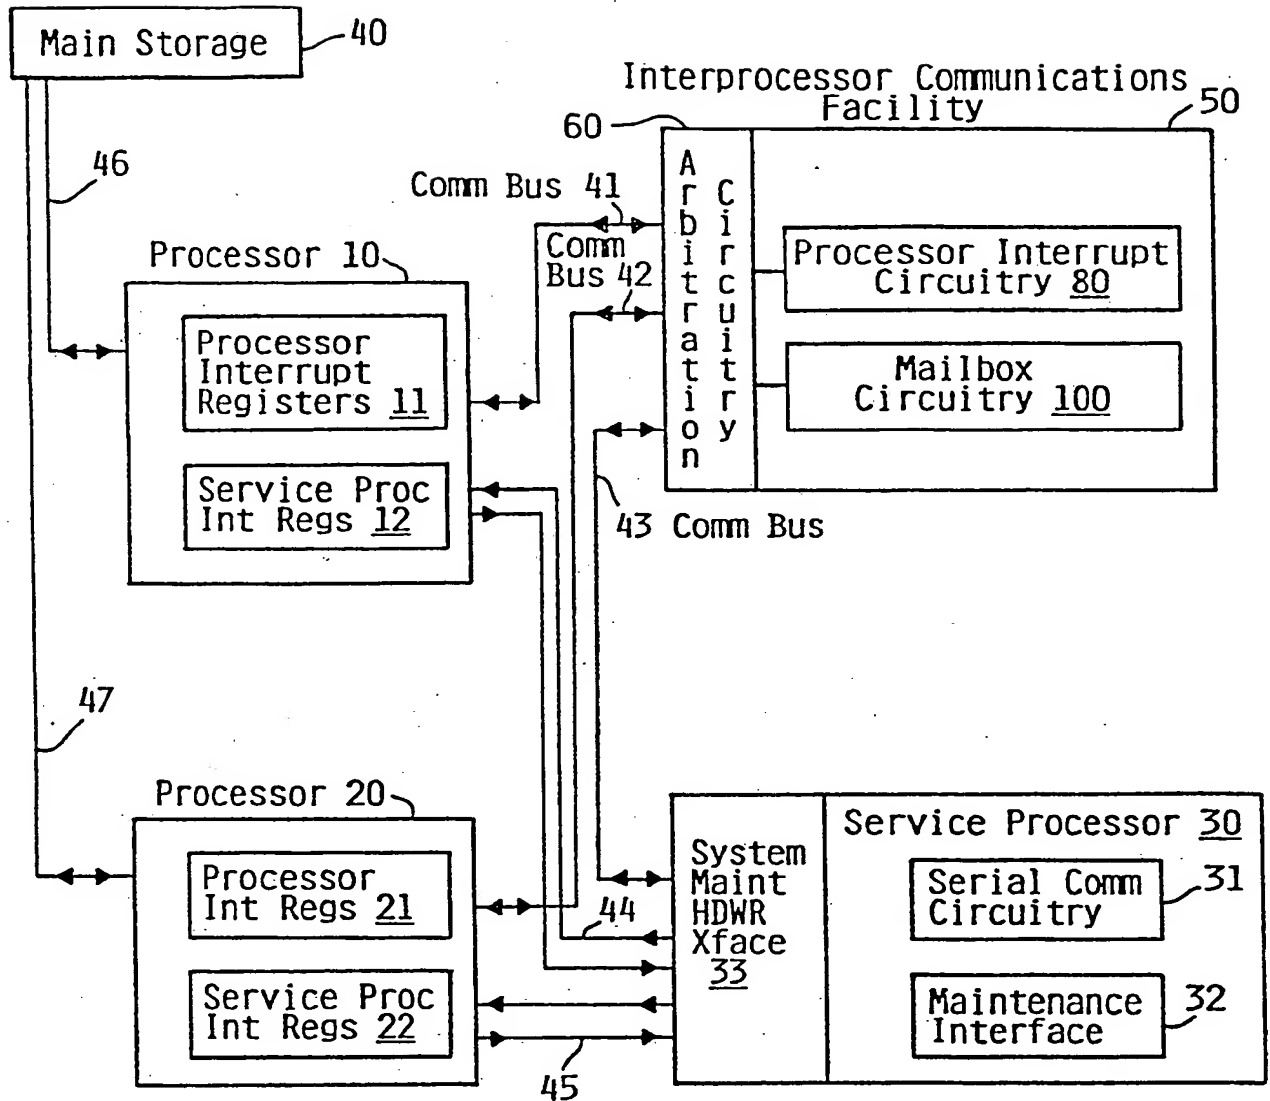 Main Storage
40
Interprocessor Communications
Facility
50
60
46
Arbitration
Circuitry
Comm Bus 41
Comm
Bus 42
Processor Interrupt
Circuitry 80
Mailbox
Circuitry 100
Processor 10
Processor
Interrupt
Registers 11
Service Proc
Int Regs 12
43 Comm Bus
47
Processor 20
Processor
Int Regs 21
Service Proc
Int Regs 22
44
45
System
Maint
HDWR
Xface
33
Service Processor 30
Serial Comm
Circuitry
31
Maintenance
Interface
32